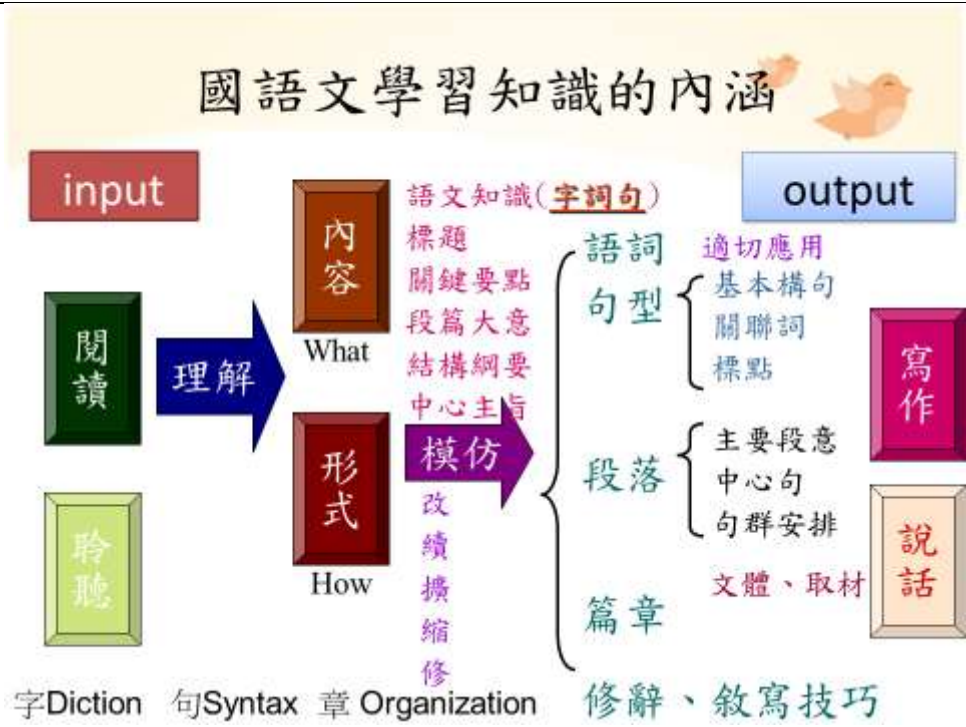 國語文學習知識的內涵
input
閱讀
聆聽
理解
內容
What
形式
How
語文知識(字詞句)
標題
關鍵要點
段篇大意
結構綱要
中心主旨
模仿
改
續
擴
縮
修
output
語詞 適切應用
句型
基本構句
關聯詞
標點
段落
主要段意
中心句
句群安排
篇章
文體、取材
修辭、敘寫技巧
寫作
說話
字Diction 句Syntax 章 Organization